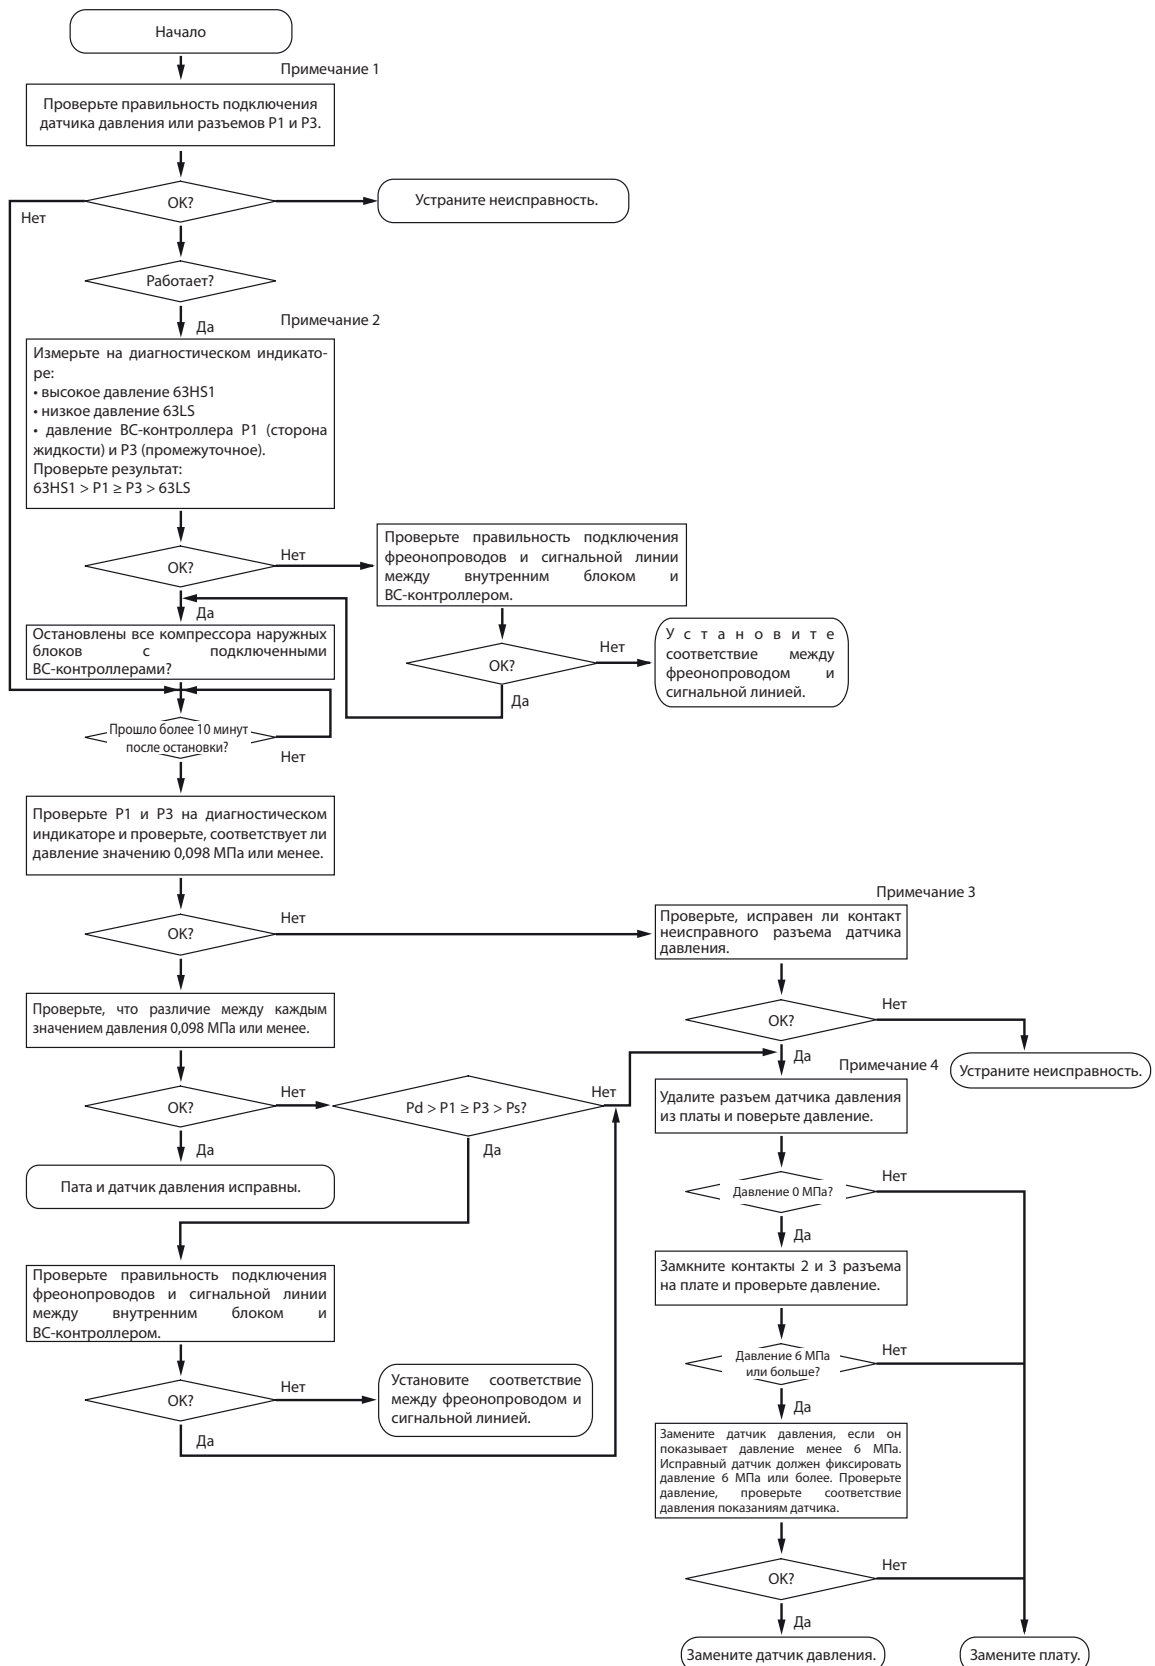 Начало
Примечание 1
Проверьте правильность подключения
датчика давления или разъемов P1 и P3.
OK?
Нет
Устраните неисправность.
Работает?
Да
Примечание 2
Измерьте на диагностическом индикато-
ре:
• высокое давление 63HS1
• низкое давление 63LS
• давление BC-контроллера P1 (сторона
жидкости) и P3 (промежуточное).
Проверьте результат:
63HS1 > P1 ≥ P3 > 63LS
OK?
Нет
Проверьте правильность подключения
фреонопроводов и сигнальной линии
между внутренним блоком и
BC-контроллером.
Да
Остановлены все компрессора наружных
блоков с подключенными
BC-контроллерами?
OK?
Нет
Установите
соответствие между
фреонопроводом и
сигнальной линией.
Да
Прошло более 10 минут
после остановки?
Нет
Проверьте P1 и P3 на диагностическом
индикаторе и проверьте, соответствует ли
давление значению 0,098 МПа или менее.
OK?
Нет
Примечание 3
Проверьте, исправен ли контакт
неисправного разъема датчика
давления.
Проверьте, что различие между каждым
значением давления 0,098 МПа или менее.
OK?
Нет
Устраните неисправность.
Да
Примечание 4
OK?
Нет
Pd > P1 ≥ P3 > Ps?
Нет
Да
Да
Удалите разъем датчика давления
из платы и поверьте давление.
Пата и датчик давления исправны.
Давление 0 МПа?
Нет
Да
Проверьте правильность подключения
фреонопроводов и сигнальной линии
между внутренним блоком и
BC-контроллером.
Замкните контакты 2 и 3 разъема
на плате и проверьте давление.
OK?
Нет
Установите соответствие
между фреонопроводом и
сигнальной линией.
Да
Давление 6 МПа
или больше?
Нет
Да
Замените датчик давления, если он
показывает давление менее 6 МПа.
Исправный датчик должен фиксировать
давление 6 МПа или более. Проверьте
давление, проверьте соответствие
давления показаниям датчика.
OK?
Нет
Да
Замените датчик давления.
Замените плату.